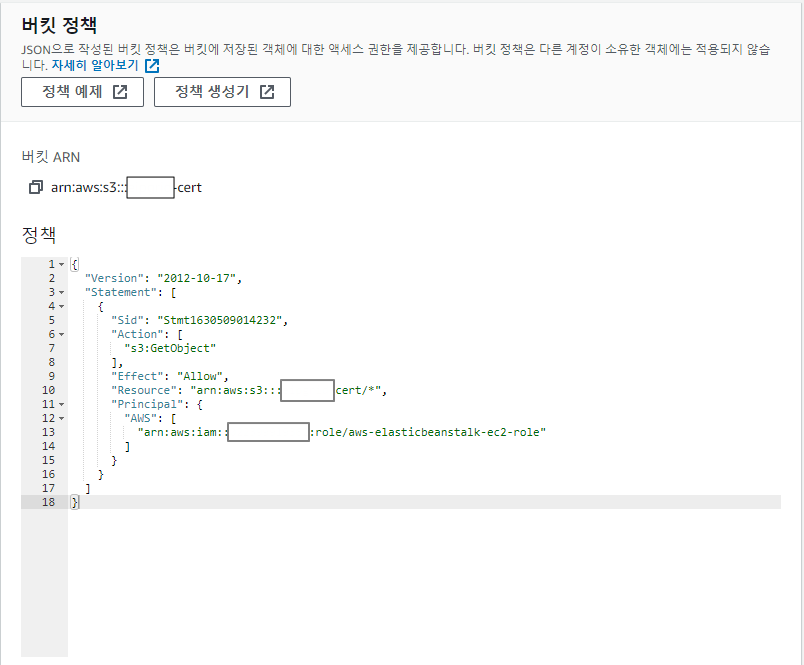 버킷 정책
JSON으로 작성된 버킷 정책은 버킷에 저장된 객체에 대한 액세스 권한을 제공합니다. 버킷 정책은 다른 계정이 소유한 객체에는 적용되지 않습
니다. 자세히 알아보기
정책 예제 정책 생성기
버킷 ARN
arn:aws:s3::: -cert
정책
1 {
2 "Version": "2012-10-17",
3 "Statement": [
4 {
5 "Sid": "Stmt1630509014232",
6 "Action": [
7 "s3:GetObject"
8 ],
9 "Effect": "Allow",
10 "Resource": "arn:aws:s3::: cert/*",
11 "Principal": {
12 "AWS": [
13 "arn:aws:iam:: :role/aws-elasticbeanstalk-ec2-role"
14 ]
15 }
16 }
17 ]
18 }